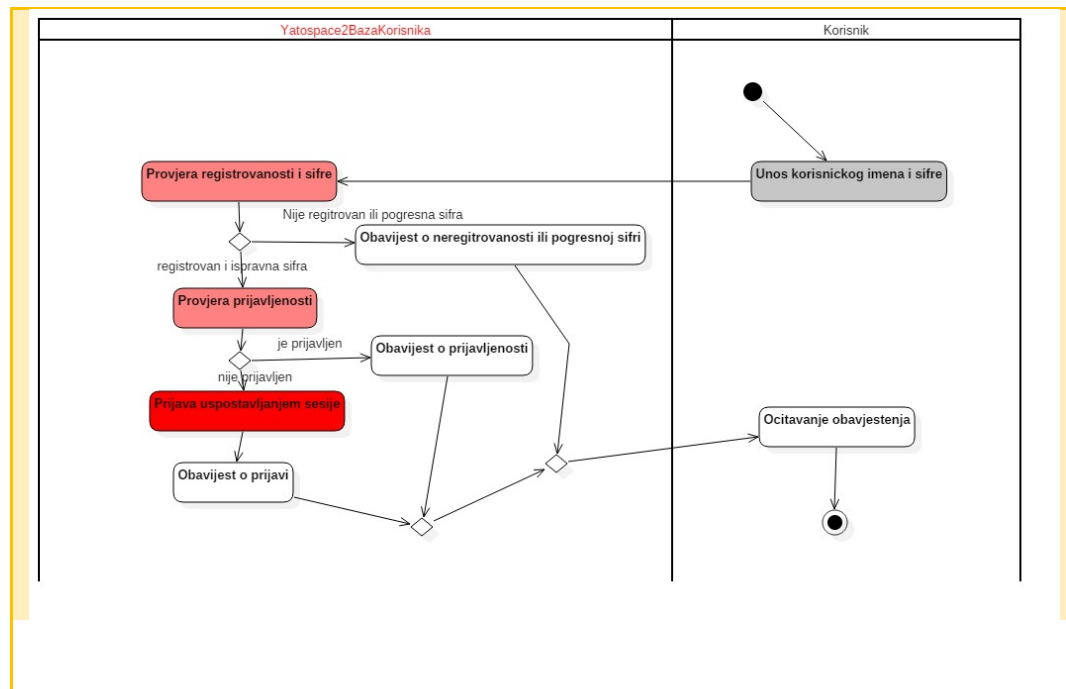 Yatospace2BazaKorisnika
Korisnik
Provjera registrovanosti i sifre
Unos korisnickog imena i sifre
Nije regitrovan ili pogresna sifra
Obavijest o neregitrovanosti ili pogresnoj sifri
registrovan i ispravna sifra
Provjera prijavljenosti
je prijavljen
Obavijest o prijavljenosti
nije prijavljen
Prijava uspostavljanjem sesije
Ocitavanje obavjestenja
Obavijest o prijavi